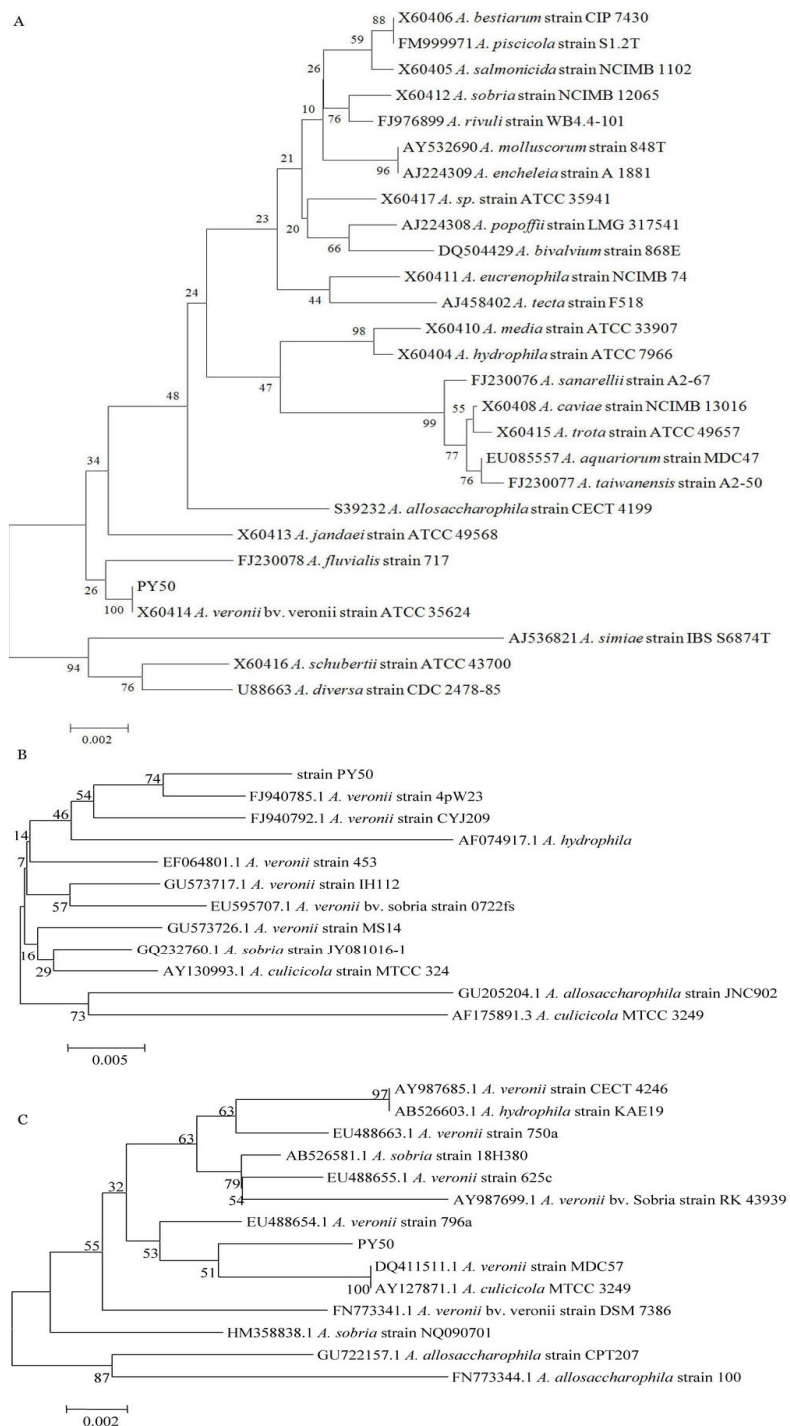 A
88 X60406 A. bestiarum strain CIP 7430
59 FM999971 A. piscicola strain S1.2T
26 X60405 A. salmonicida strain NCIMB 1102
X60412 A. sobria strain NCIMB 12065
10 76 FJ976899 A. rivuli strain WB4.4-101
AY532690 A. molluscorum strain 848T
21 96 AJ224309 A. encheleia strain A 1881
X60417 A. sp. strain ATCC 35941
23 20 AJ224308 A. popoffii strain LMG 317541
66 DQ504429 A. bivalvium strain 868E
X60411 A. eucrenophila strain NCIMB 74
24 44 AJ458402 A. tecta strain F518
98 X60410 A. media strain ATCC 33907
X60404 A. hydrophila strain ATCC 7966
47 FJ230076 A. sanarellii strain A2-67
48 55 X60408 A. caviae strain NCIMB 13016
99 X60415 A. trota strain ATCC 49657
77 EU085557 A. aquariorum strain MDC47
34 76 FJ230077 A. taiwanensis strain A2-50
S39232 A. allosaccharophila strain CECT 4199
X60413 A. jandaei strain ATCC 49568
FJ230078 A. fluvialis strain 717
26 PY50
100 X60414 A. veronii bv. veronii strain ATCC 35624
AJ536821 A. simiae strain IBS S6874T
94 X60416 A. schubertii strain ATCC 43700
76 U88663 A. diversa strain CDC 2478-85
0.002
B
74 strain PY50
54 FJ940785.1 A. veronii strain 4pW23
46 FJ940792.1 A. veronii strain CYJ209
14 AF074917.1 A. hydrophila
7 EF064801.1 A. veronii strain 453
GU573717.1 A. veronii strain IH112
57 EU595707.1 A. veronii bv. sobria strain 0722fs
GU573726.1 A. veronii strain MS14
16 GQ232760.1 A. sobria strain JY081016-1
29 AY130993.1 A. culicicola strain MTCC 324
GU205204.1 A. allosaccharophila strain JNC902
73 AF175891.3 A. culicicola MTCC 3249
0.005
C
97 AY987685.1 A. veronii strain CECT 4246
63 AB526603.1 A. hydrophila strain KAE19
63 EU488663.1 A. veronii strain 750a
AB526581.1 A. sobria strain 18H380
79 EU488655.1 A. veronii strain 625c
32 54 AY987699.1 A. veronii bv. Sobria strain RK 43939
EU488654.1 A. veronii strain 796a
55 53 PY50
51 DQ411511.1 A. veronii strain MDC57
100 AY127871.1 A. culicicola MTCC 3249
FN773341.1 A. veronii bv. veronii strain DSM 7386
HM358838.1 A. sobria strain NQ090701
GU722157.1 A. allosaccharophila strain CPT207
87 FN773344.1 A. allosaccharophila strain 100
0.002